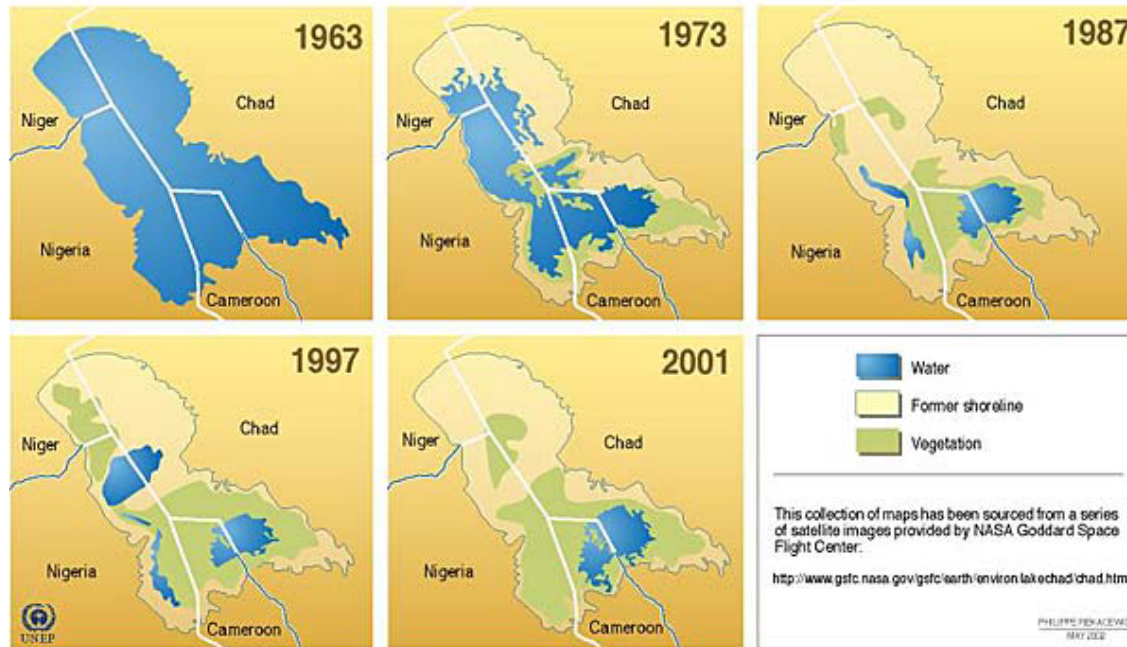 1963
Chad
Niger
Nigeria
Cameroon
1973
Chad
Niger
Nigeria
Cameroon
1987
Chad
Niger
Nigeria
Cameroon
1997
Chad
Niger
Nigeria
Cameroon
UNEP
2001
Chad
Niger
Nigeria
Cameroon
Water
Former shoreline
Vegetation
This collection of maps has been sourced from a series
of satellite images provided by NASA Goddard Space
Flight Center:
http://www.gsfc.nasa.gov/gsfc/earth/environ/lakechad/chad.htm
PHILIPPE
MAY 2002